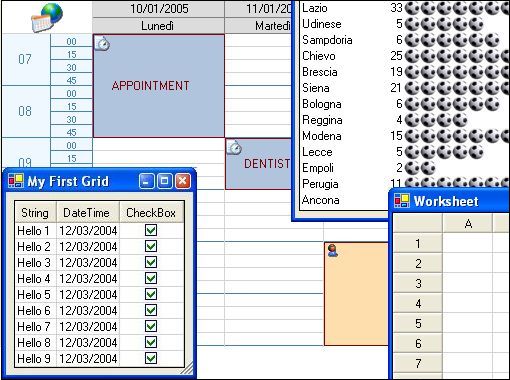 10/01/2005 11/01/20
Lunedì Martedì
07 00
15
30
45
APPOINTMENT
08 00
15
30
45
09 00
15
DENTIST
Lazio 33
Udinese 5
Sampdoria 6
Chievo 25
Brescia 19
Siena 21
Bologna 6
Reggina 4
Modena 15
Lecce 5
Empoli 2
Perugia 11
Ancona
My First Grid
String DateTime CheckBox
Hello 1 12/03/2004
Hello 2 12/03/2004
Hello 3 12/03/2004
Hello 4 12/03/2004
Hello 5 12/03/2004
Hello 6 12/03/2004
Hello 7 12/03/2004
Hello 8 12/03/2004
Hello 9 12/03/2004
Worksheet
A
1
2
3
4
5
6
7